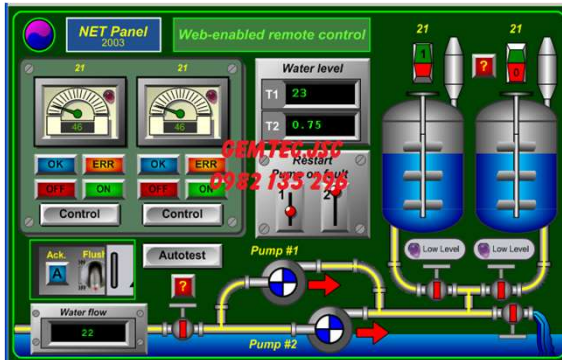 NET Panel
2003
Web-enabled remote control
21
21
21
21
46
46
OK
ERR
OK
ERR
OFF
ON
OFF
ON
Control
Control
Water level
T1
23
T2
0.75
GEMTEC.JSC
0982 135 296
Restart
Pump on fault
1
2
1
0
?
Low Level
Low Level
Ack.
A
Flush
Autotest
?
Pump #1
Pump #2
Water flow
22